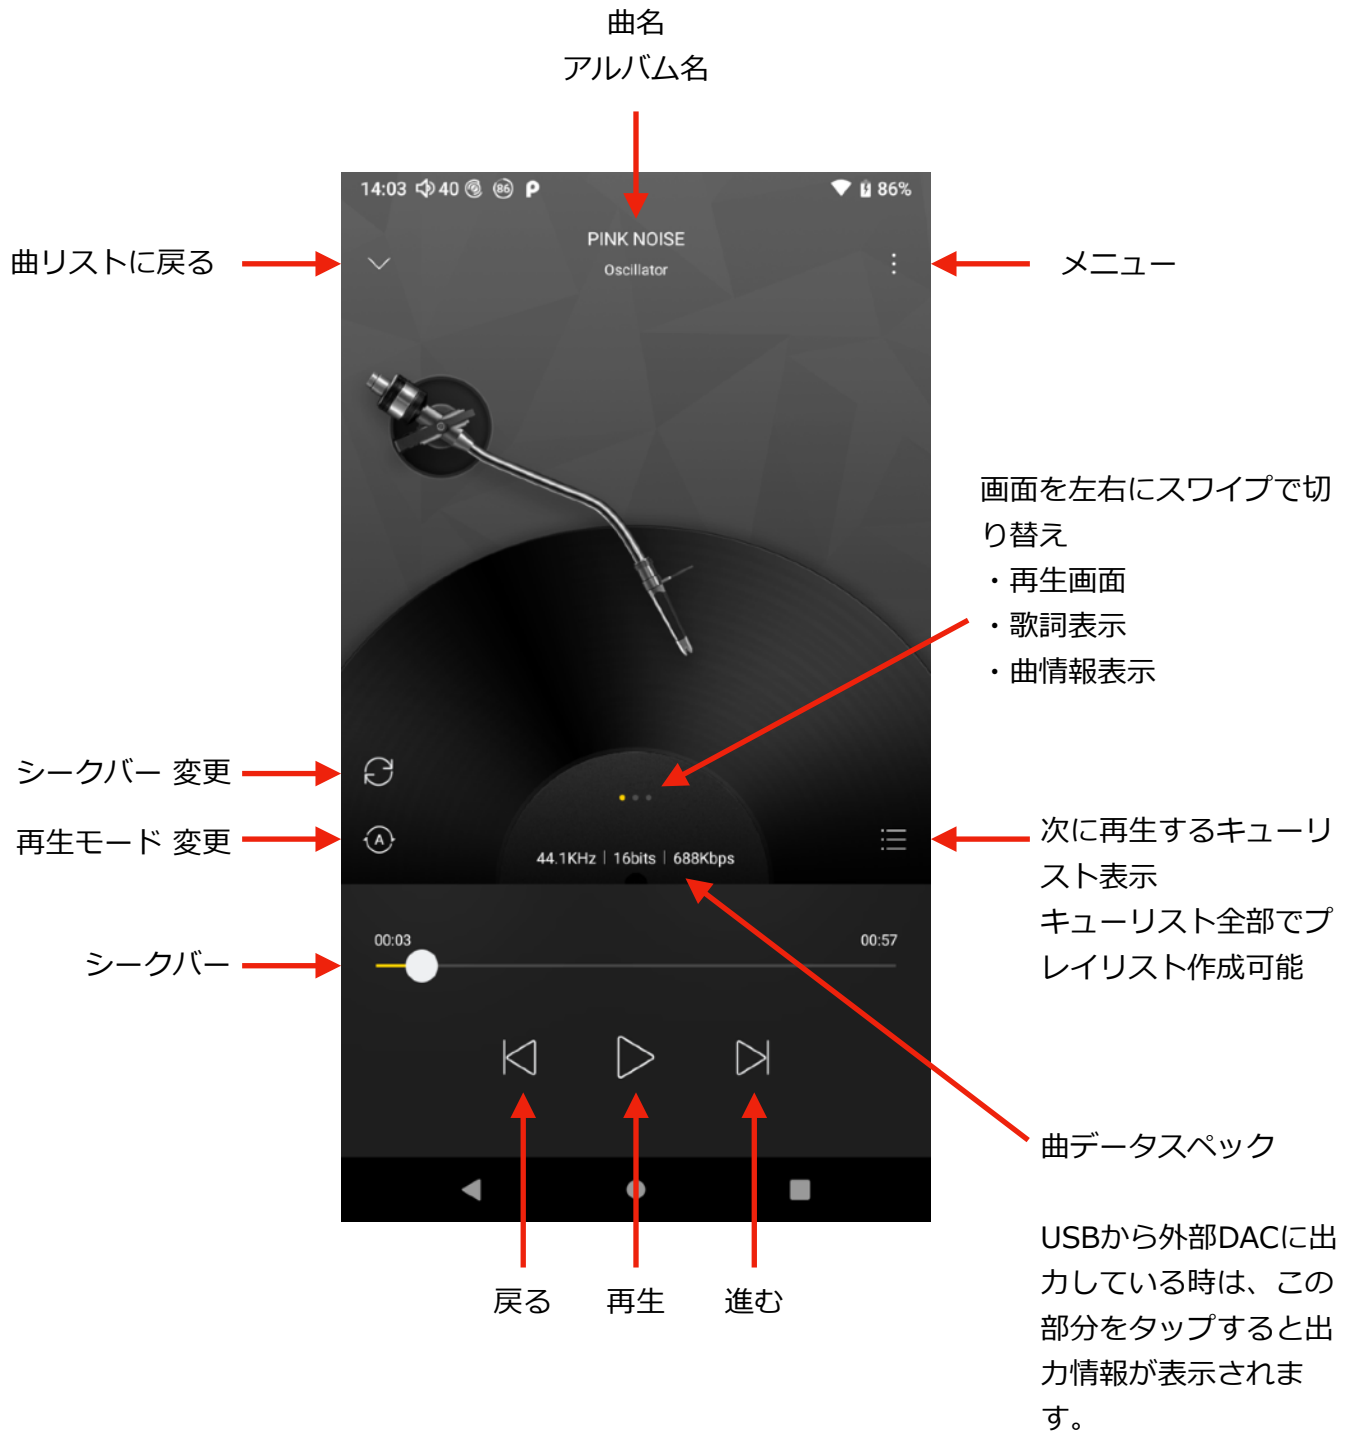 曲名
アルバム名
14:03 40 86 86%
PINK NOISE
Oscillator
曲リストに戻る
メニュー
画面を左右にスワイプで切
り替え
・再生画面
・歌詞表示
・曲情報表示
シークバー 変更
再生モード 変更
A
44.1KHz | 16bits | 688Kbps
次に再生するキューリ
スト表示
キューリスト全部でプ
レイリスト作成可能
00:03
00:57
シークバー
曲データスペック
USBから外部DACに出
力している時は、この
部分をタップすると出
力情報が表示されま
す。
戻る
再生
進む